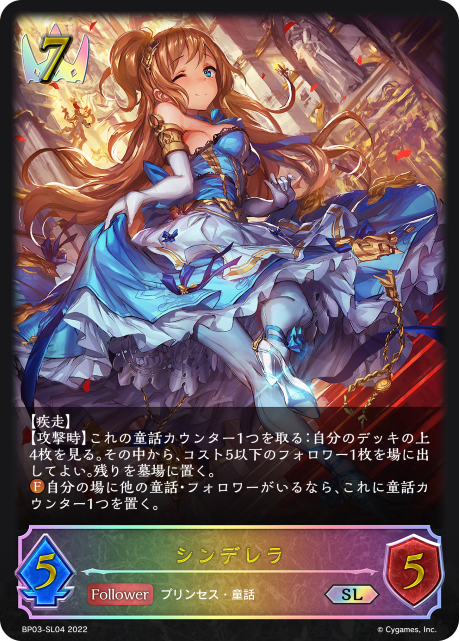 7
【疾走】
【攻撃時】これの童話カウンター1つを取る:自分のデッキの上
4枚を見る。その中から、コスト5以下のフォロワー1枚を場に出
してよい。残りを墓場に置く。
F 自分の場に他の童話・フォロワーがいるなら、これに童話カ
ウンター1つを置く。
シンデレラ
5
Follower プリンセス・童話
SL
5
BP03-SL04 2022
© Cygames, Inc.